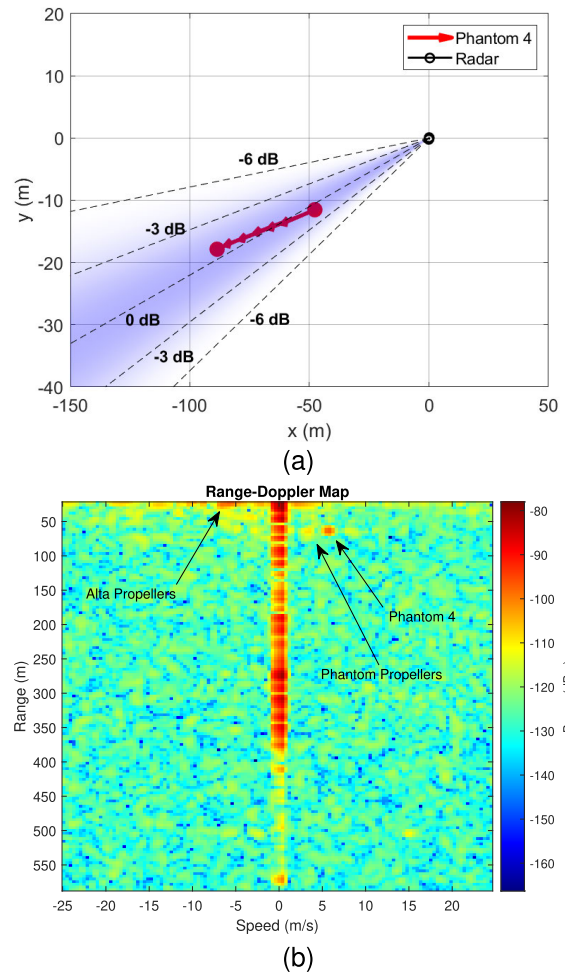 20
Phantom 4
Radar
10
0
-6 dB
y (m)
-10
-3 dB
-20
0 dB
-6 dB
-30
-3 dB
-40
-150
-100
-50
0
50
x (m)
(a)
Range-Doppler Map
50
-80
100
Alta Propellers
-90
150
Phantom 4
200
-100
250
Phantom Propellers
-110
Range (m)
300
350
-120
400
-130
450
-140
500
-150
550
-160
-25
-20
-15
-10
-5
0
5
10
15
20
Speed (m/s)
(b)